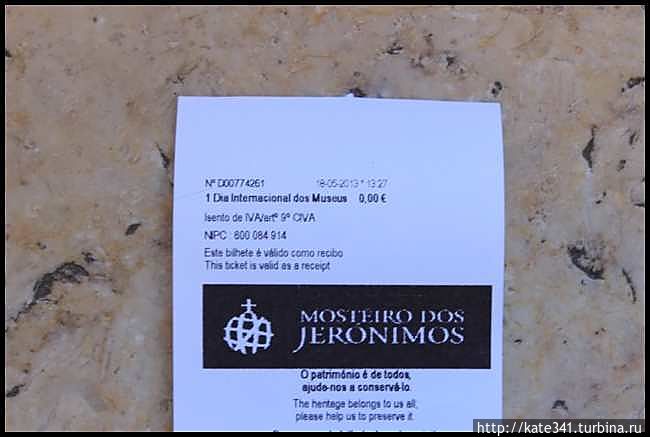 Nº D00774261 18-05-2013 * 13:27
1 Dia Internacional dos Museus 0,00 €
Isento de IVA/artº 9º CIVA
NIPC : 600 084 914
Este bilhete é válido como recibo
This ticket is valid as a receipt
MOSTEIRO DOS
JERÓNIMOS
O património é de todos,
ajude-nos a conservá-lo.
The heritage belongs to us all;
please help us to preserve it.
http://kate341.turbina.ru